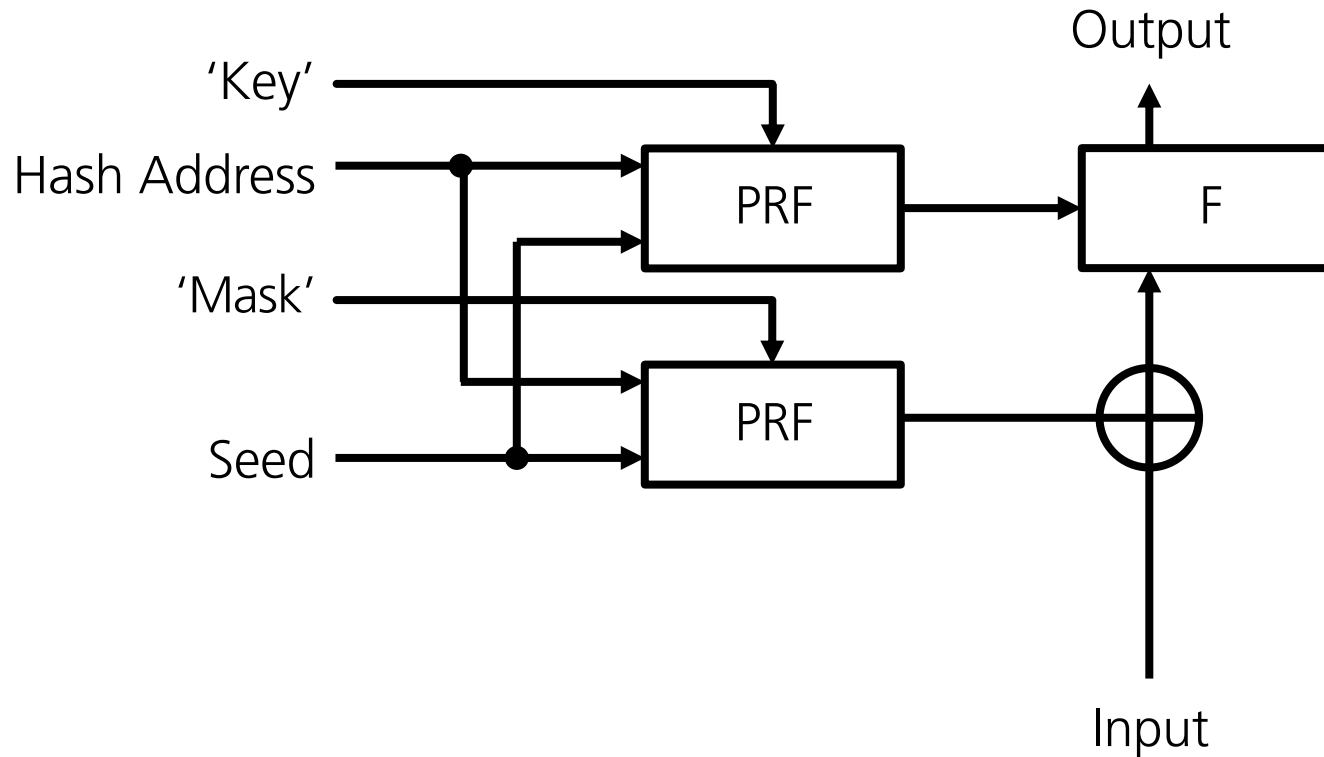 Output
‘Key’
Hash Address
PRF
F
‘Mask’
PRF
Seed
Input